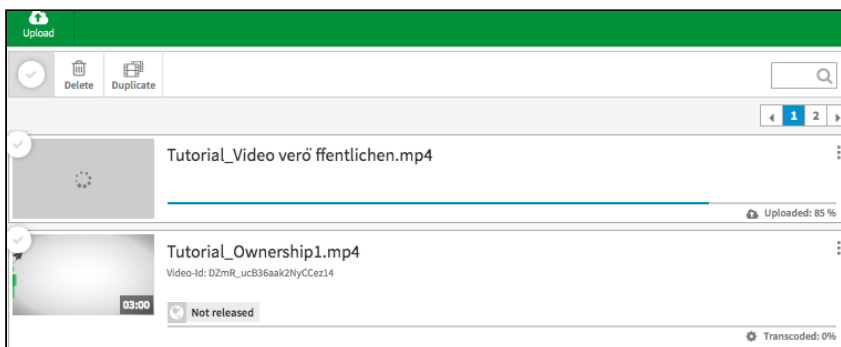 Upload
Delete Duplicate
1 2
Tutorial_Video verö ffentlichen.mp4
Uploaded: 85 %
Tutorial_Ownership1.mp4
Video-Id: DZmR_ucB36aak2NyCCez14
03:00
Not released
Transcoded: 0%